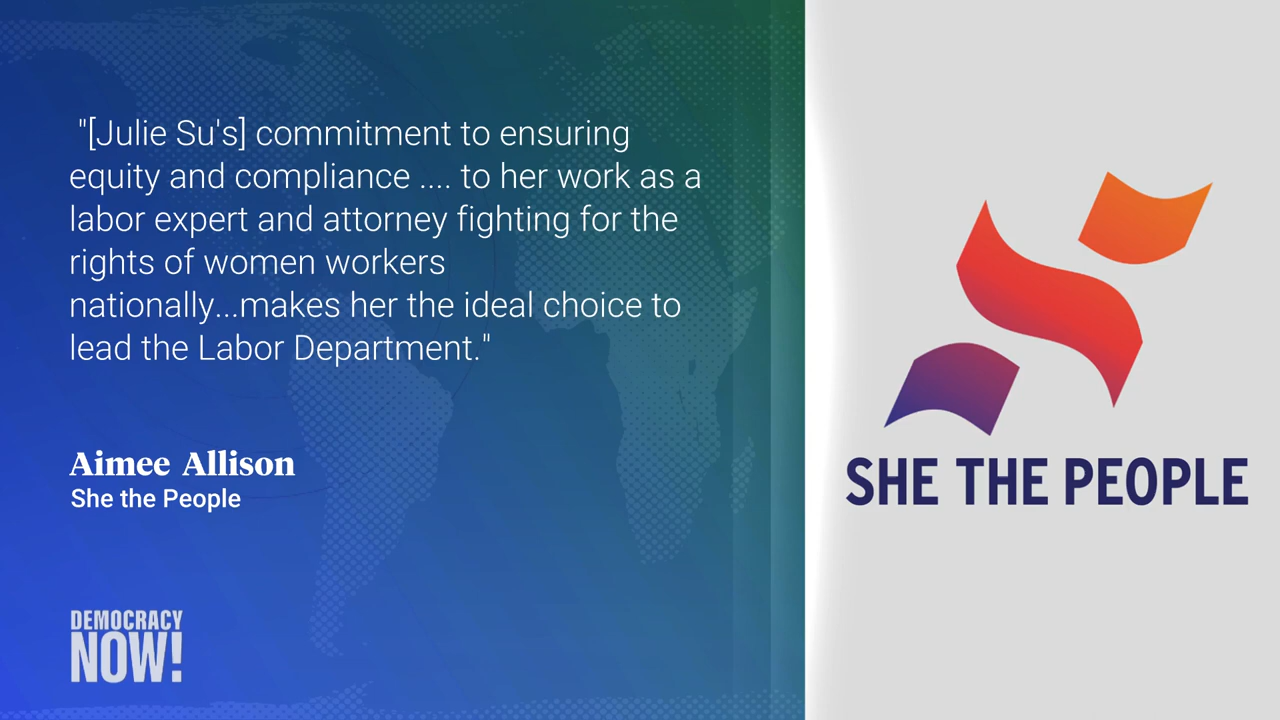 "[Julie Su's] commitment to ensuring
equity and compliance .... to her work as a
labor expert and attorney fighting for the
rights of women workers
nationally...makes her the ideal choice to
lead the Labor Department."
Aimee Allison
She the People
DEMOCRACY
NOW!
SHE THE PEOPLE